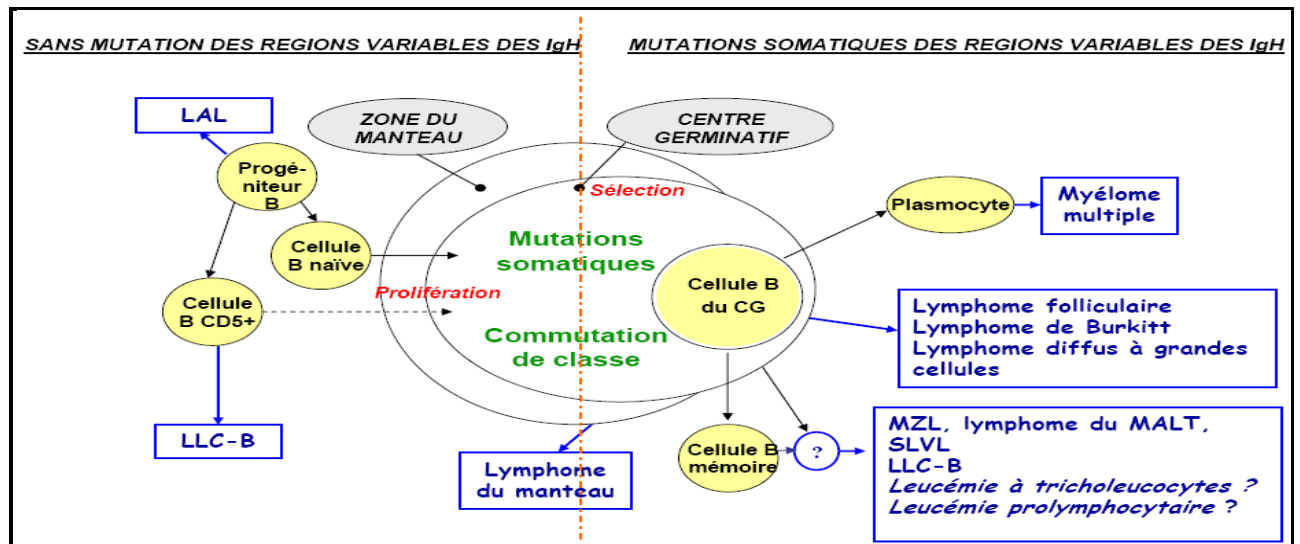 SANS MUTATION DES REGIONS VARIABLES DES IgH
MUTATIONS SOMATIQUES DES REGIONS VARIABLES DES IgH
LAL
ZONE DU
MANTEAU
CENTRE
GERMINATIF
Progé-
niteur
B
Sélection
Plasmocyte
Myélome
multiple
Cellule
B naïve
Mutations
somatiques
Cellule B
du CG
Prolifération
Cellule
B CD5+
Commutation
de classe
Lymphome folliculaire
Lymphome de Burkitt
Lymphome diffus à grandes
cellules
LLC-B
Lymphome
du manteau
Cellule B
mémoire
?
MZL, lymphome du MALT,
SLVL
LLC-B
Leucémie à tricholeucocytes ?
Leucémie prolymphocytaire ?